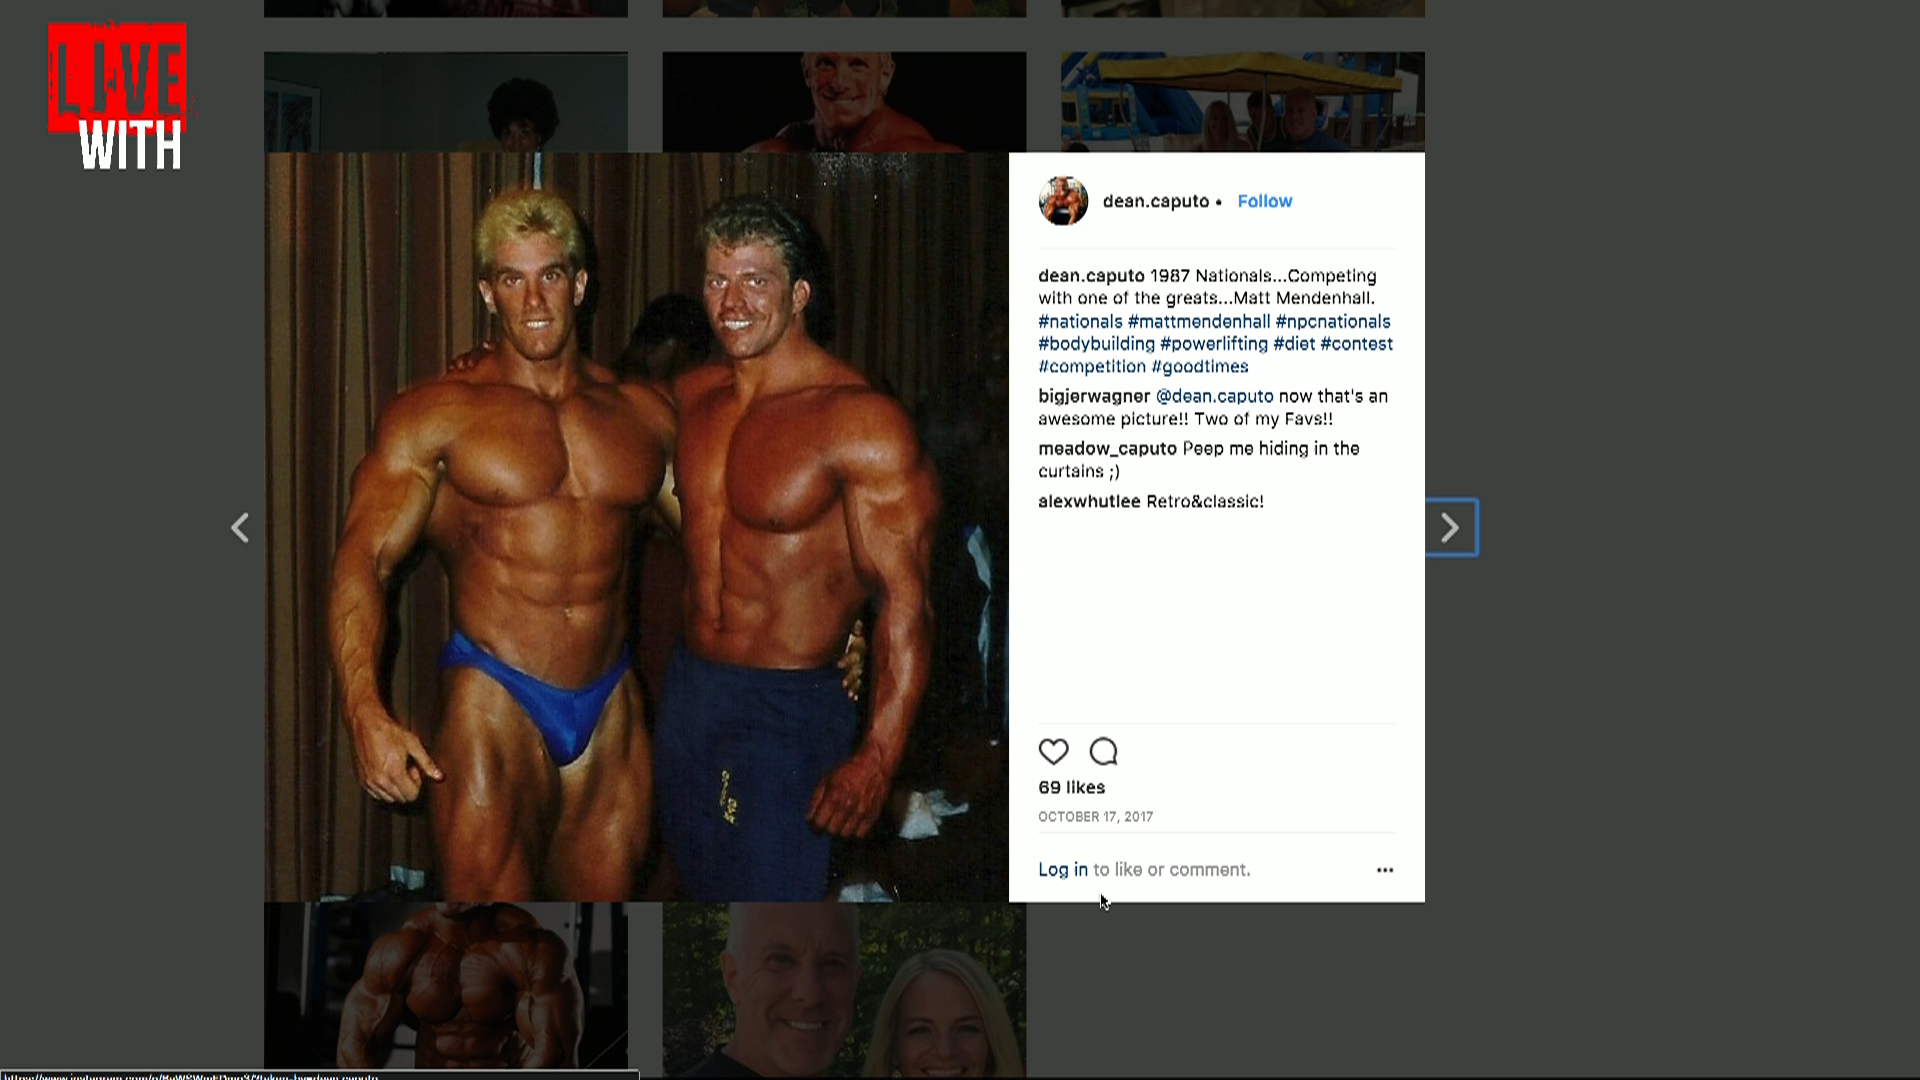 LIVE
WITH
dean.caputo • Follow
dean.caputo 1987 Nationals...Competing
with one of the greats...Matt Mendenhall.
#nationals #mattmendenhall #npcnationals
#bodybuilding #powerlifting #diet #contest
#competition #goodtimes
bigjerwagner @dean.caputo now that's an
awesome picture!! Two of my Favs!!
meadow_caputo Peep me hiding in the
curtains ;)
alexwhutlee Retro&classic!
69 likes
OCTOBER 17, 2017
Log in to like or comment.